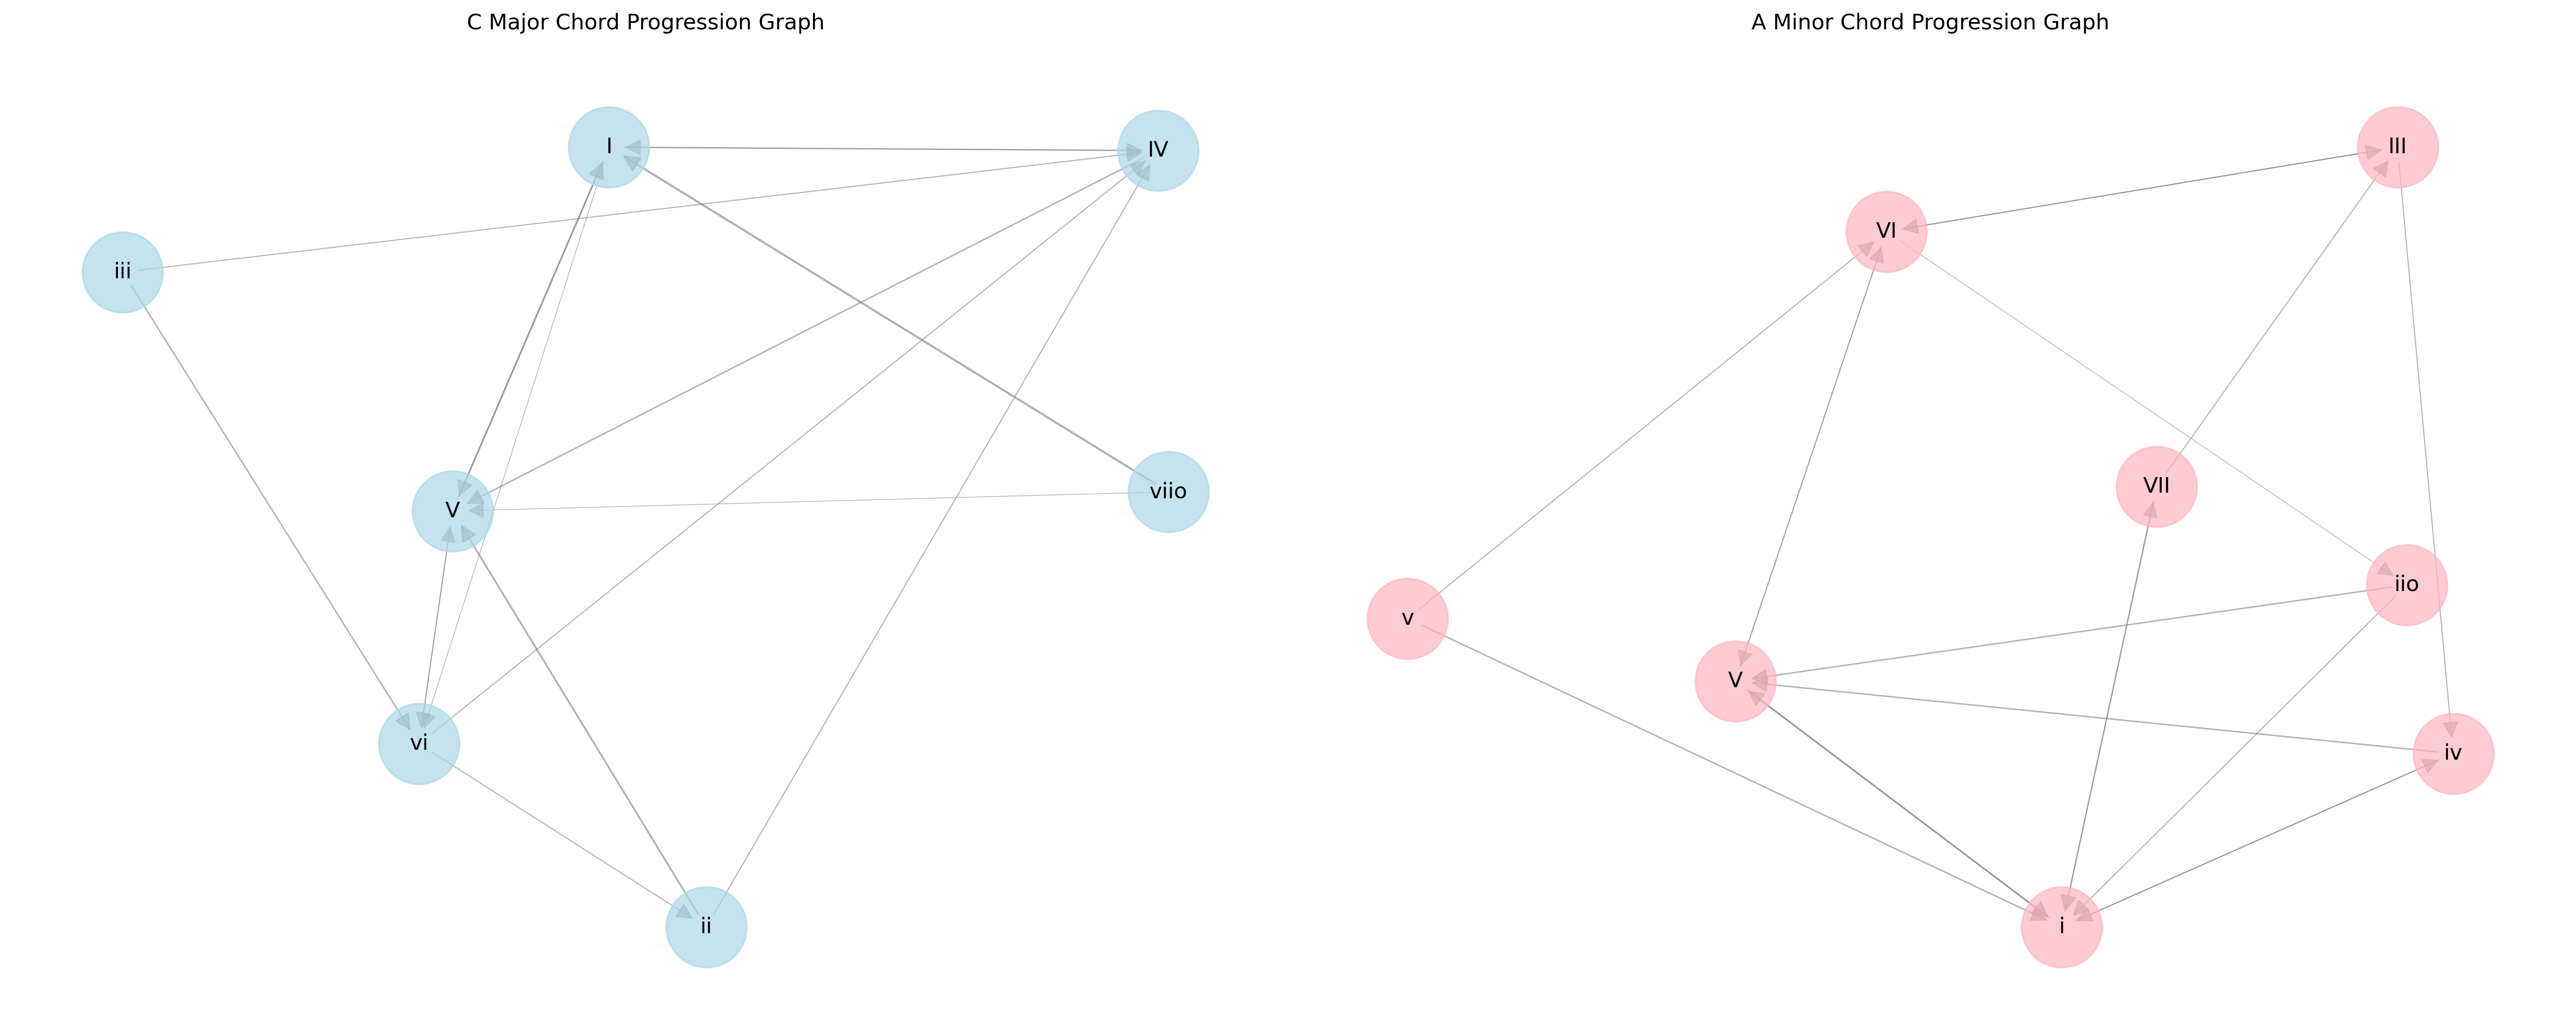 C Major Chord Progression Graph
I
IV
iii
V
viio
vi
ii
A Minor Chord Progression Graph
III
VI
VII
iio
v
V
iv
i